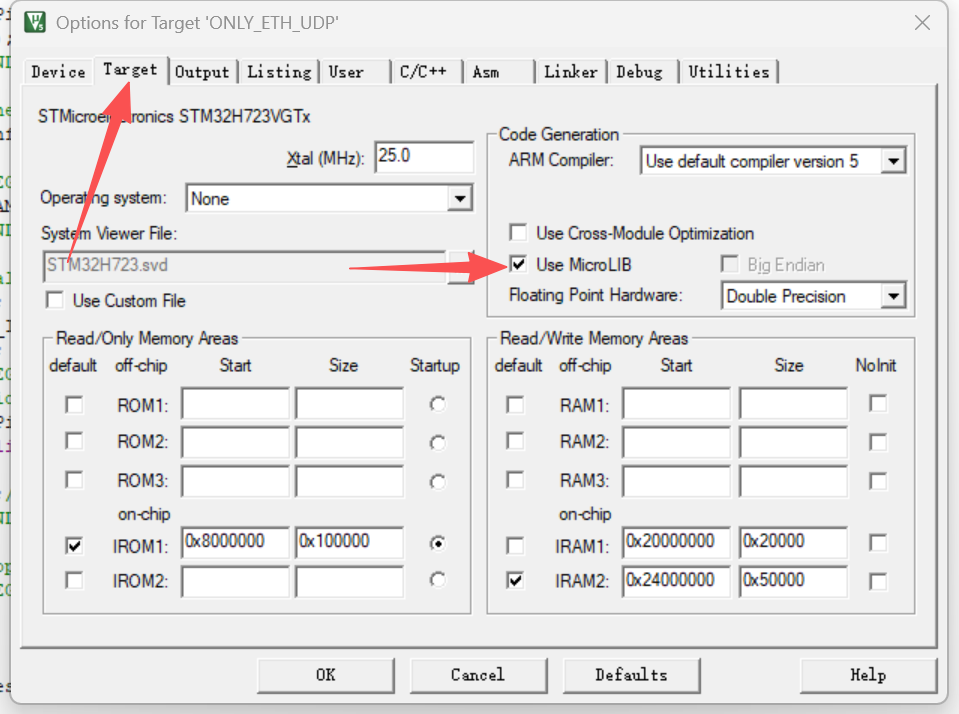 Options for Target 'ONLY_ETH_UDP'
Device Target Output Listing User C/C++ Asm Linker Debug Utilities
STMicroelectronics STM32H723VGTx
Xtal (MHz): 25.0
Operating system: None
System Viewer File:
STM32H723.svd
Use Custom File
Code Generation
ARM Compiler: Use default compiler version 5
Use Cross-Module Optimization
Use MicroLIB Big Endian
Floating Point Hardware: Double Precision
Read/Only Memory Areas
default off-chip Start Size Startup
ROM1:
ROM2:
ROM3:
on-chip
IROM1: 0x8000000 0x100000
IROM2:
Read/Write Memory Areas
default off-chip Start Size NoInit
RAM1:
RAM2:
RAM3:
on-chip
IRAM1: 0x20000000 0x20000
IRAM2: 0x24000000 0x50000
OK Cancel Defaults Help